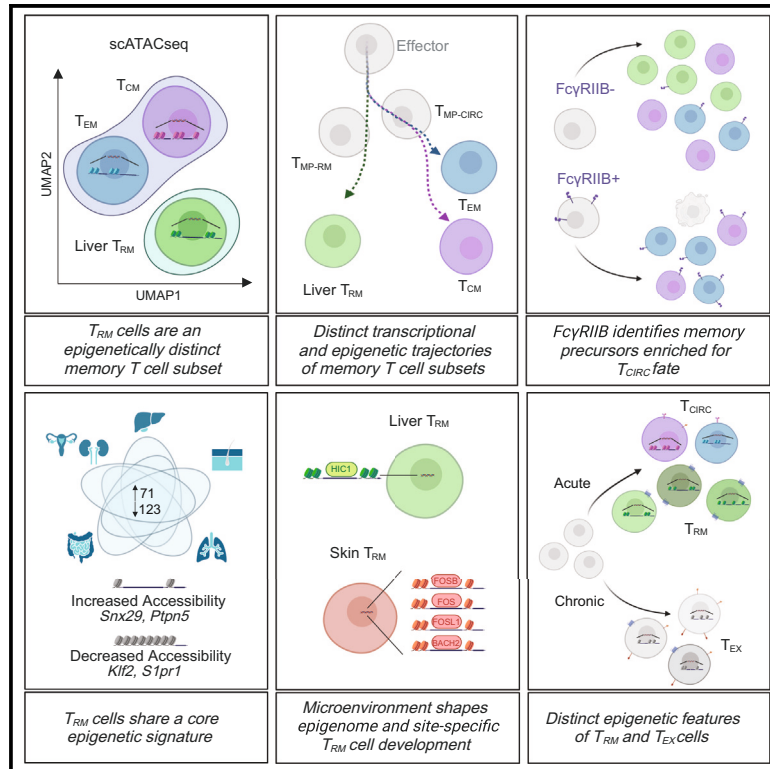 scATACseq
TCM
TEM
Liver TRM
UMAP2
UMAP1
TRM cells are an
epigenetically distinct
memory T cell subset
Effector
TMP-CIRC
TMP-RM
TEM
Liver TRM
TCM
Distinct transcriptional
and epigenetic trajectories
of memory T cell subsets
FcγRIIB-
FcγRIIB+
FcγRIIB identifies memory
precursors enriched for
TCIRC fate
71
123
Increased Accessibility
Snx29, Ptpn5
Decreased Accessibility
Klf2, S1pr1
TRM cells share a core
epigenetic signature
Liver TRM
HIC1
Skin TRM
FOSB
FOS
FOSL1
BACH2
Microenvironment shapes
epigenome and site-specific
TRM cell development
TCIRC
Acute
TRM
Chronic
TEX
Distinct epigenetic features
of TRM and TEX cells